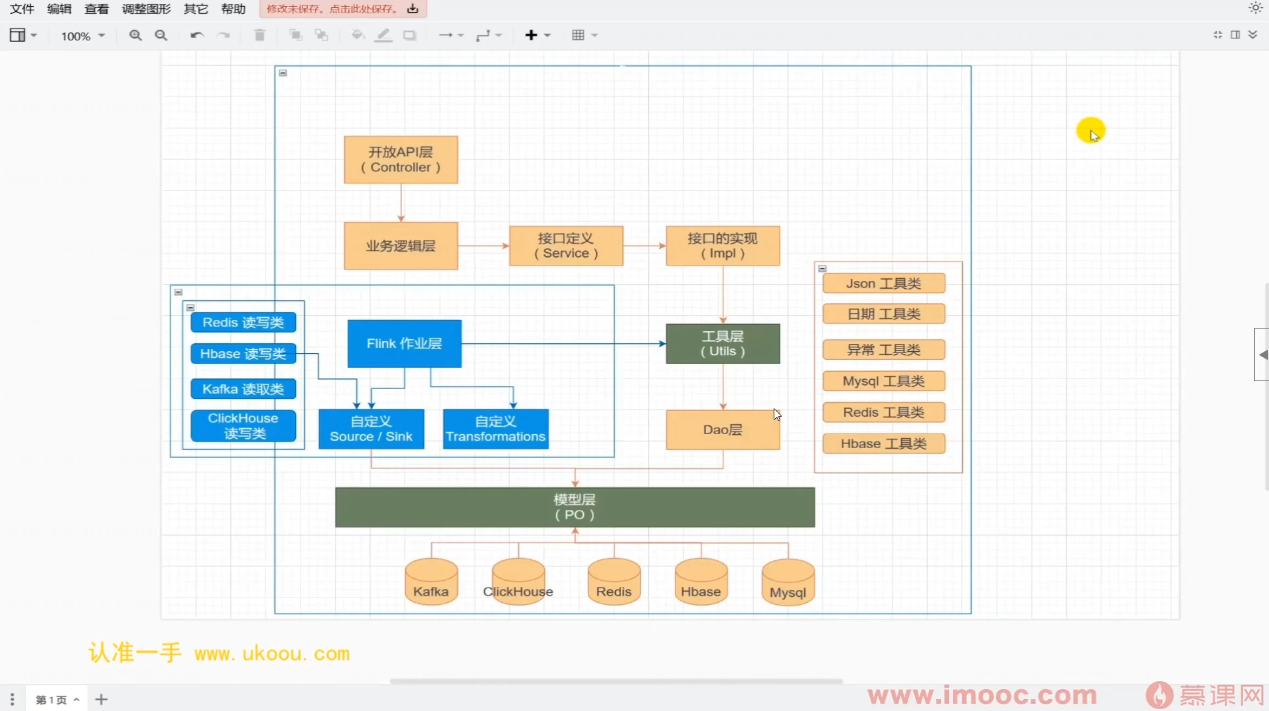 文件 编辑 查看 调整图形 其它 帮助 修改未保存。点击此处保存。
100%
开放API层
( Controller )
业务逻辑层
接口定义
( Service )
接口的实现
( Impl )
Json 工具类
日期 工具类
异常 工具类
Mysql 工具类
Redis 工具类
Hbase 工具类
Redis 读写类
Hbase 读写类
Kafka 读取类
ClickHouse
读写类
Flink 作业层
工具层
( Utils )
自定义
Source / Sink
自定义
Transformations
Dao层
模型层
( PO )
Kafka
ClickHouse
Redis
Hbase
Mysql
认准一手 www.ukoou.com
第1页
www.imooc.com 慕课网